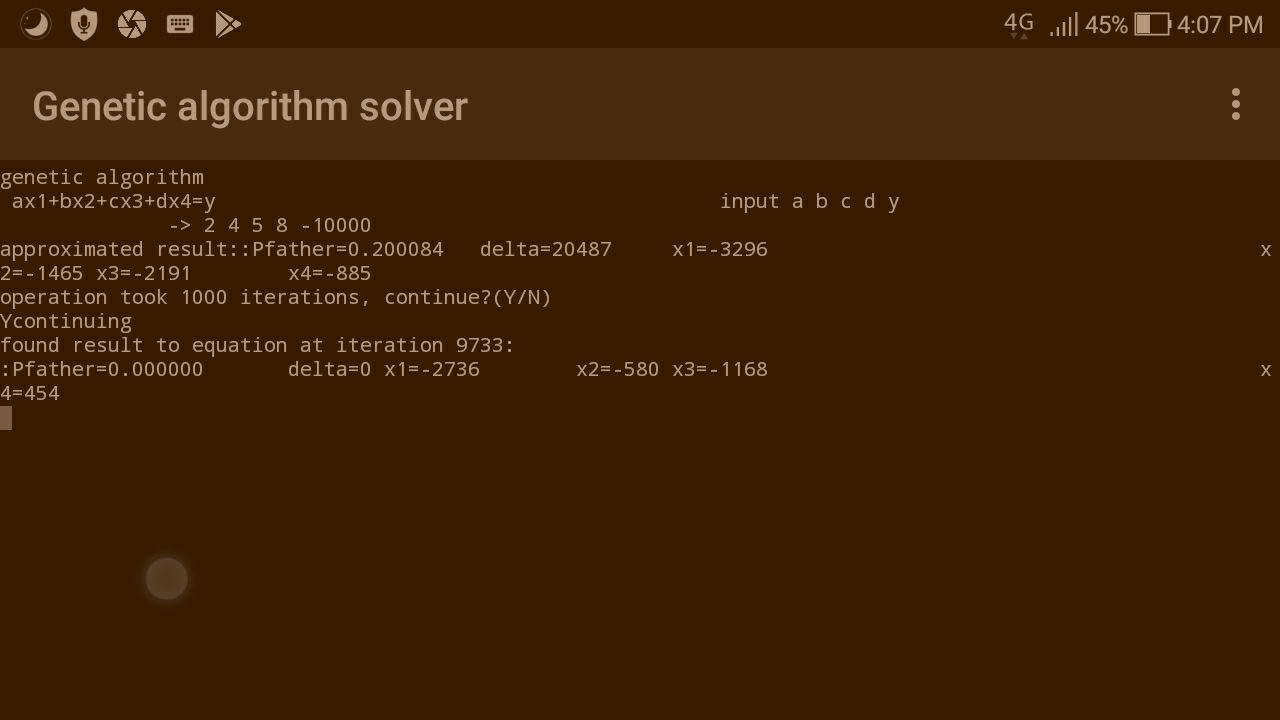 4G 45% 4:07 PM
Genetic algorithm solver
genetic algorithm
ax1+bx2+cx3+dx4=y input a b c d y
-> 2 4 5 8 -10000
approximated result::Pfather=0.200084 delta=20487 x1=-3296 x
2=-1465 x3=-2191 x4=-885
operation took 1000 iterations, continue?(Y/N)
Ycontinuing
found result to equation at iteration 9733:
:Pfather=0.000000 delta=0 x1=-2736 x2=-580 x3=-1168 x
4=454